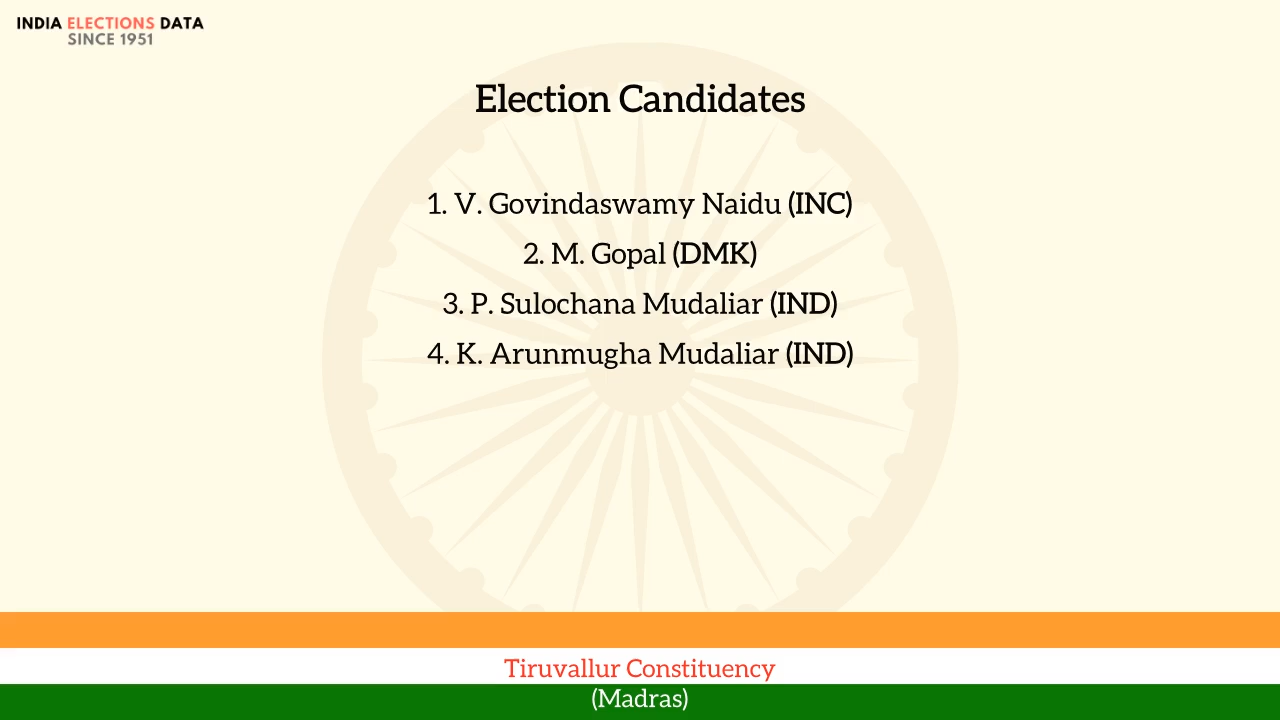 INDIA ELECTIONS DATA
SINCE 1951
Election Candidates
1. V. Govindaswamy Naidu (INC)
2. M. Gopal (DMK)
3. P. Sulochana Mudaliar (IND)
4. K. Arunmugha Mudaliar (IND)
Tiruvallur Constituency
(Madras)